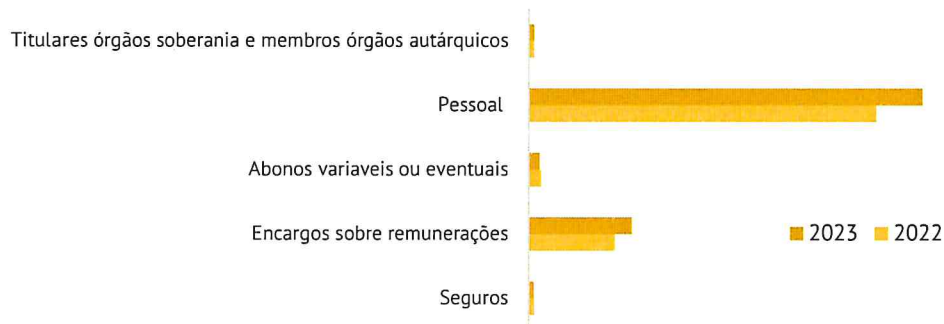 Titulares órgãos soberania e membros órgãos autárquicos
Pessoal
Abonos variaveis ou eventuais
Encargos sobre remunerações
2023 2022
Seguros